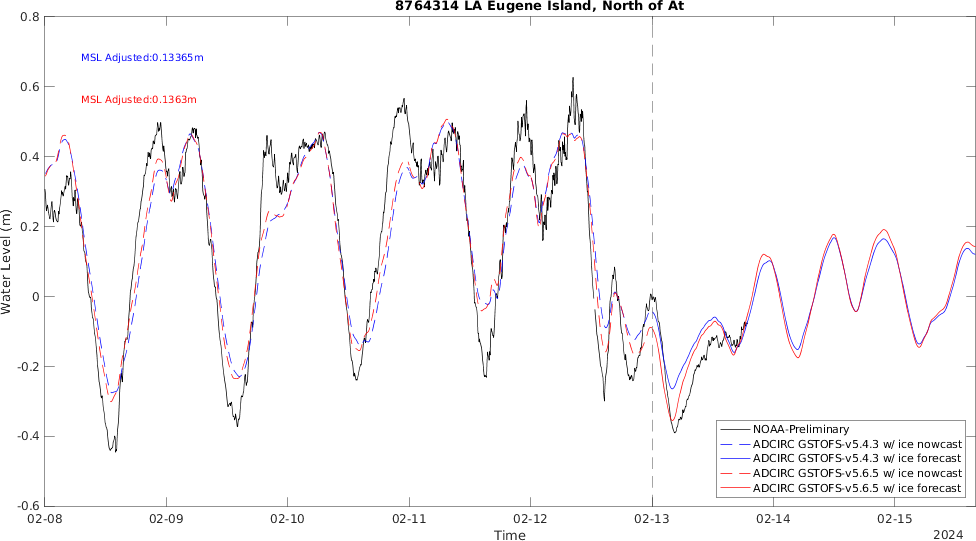 8764314 LA Eugene Island, North of At
0.8
MSL Adjusted:0.13365m
0.6
MSL Adjusted:0.1363m
0.4
0.2
Water Level (m)
0
-0.2
-0.4
NOAA-Preliminary
ADCIRC GSTOFS-v5.4.3 w/ ice nowcast
ADCIRC GSTOFS-v5.4.3 w/ ice forecast
ADCIRC GSTOFS-v5.6.5 w/ ice nowcast
ADCIRC GSTOFS-v5.6.5 w/ ice forecast
-0.6
02-08 02-09 02-10 02-11 02-12 02-13 02-14 02-15
Time
2024